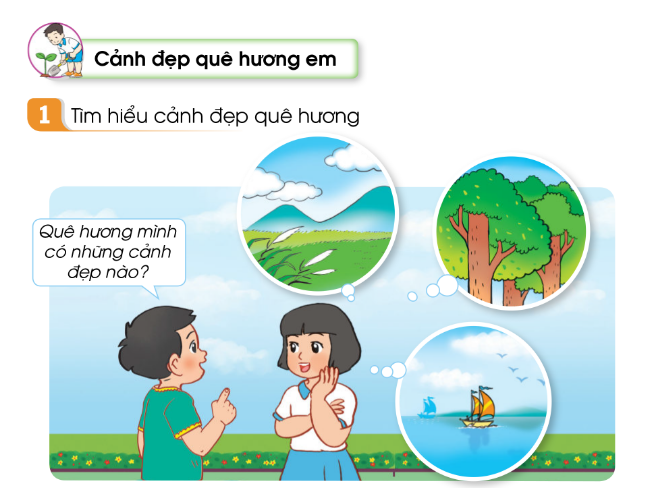 Cảnh đẹp quê hương em
1 Tìm hiểu cảnh đẹp quê hương
Quê hương mình
có những cảnh
đẹp nào?